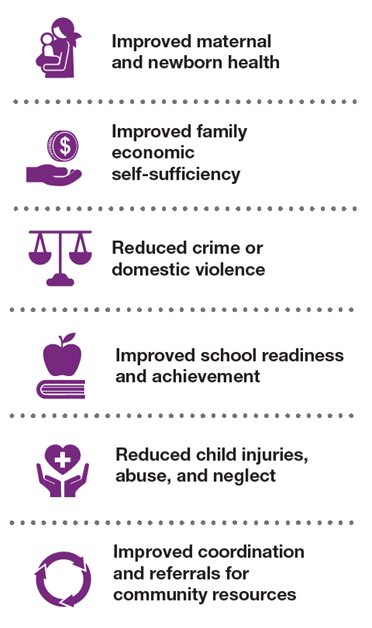 Improved maternal
and newborn health
$
Improved family
economic
self-sufficiency
Reduced crime or
domestic violence
Improved school readiness
and achievement
Reduced child injuries,
abuse, and neglect
Improved coordination
and referrals for
community resources